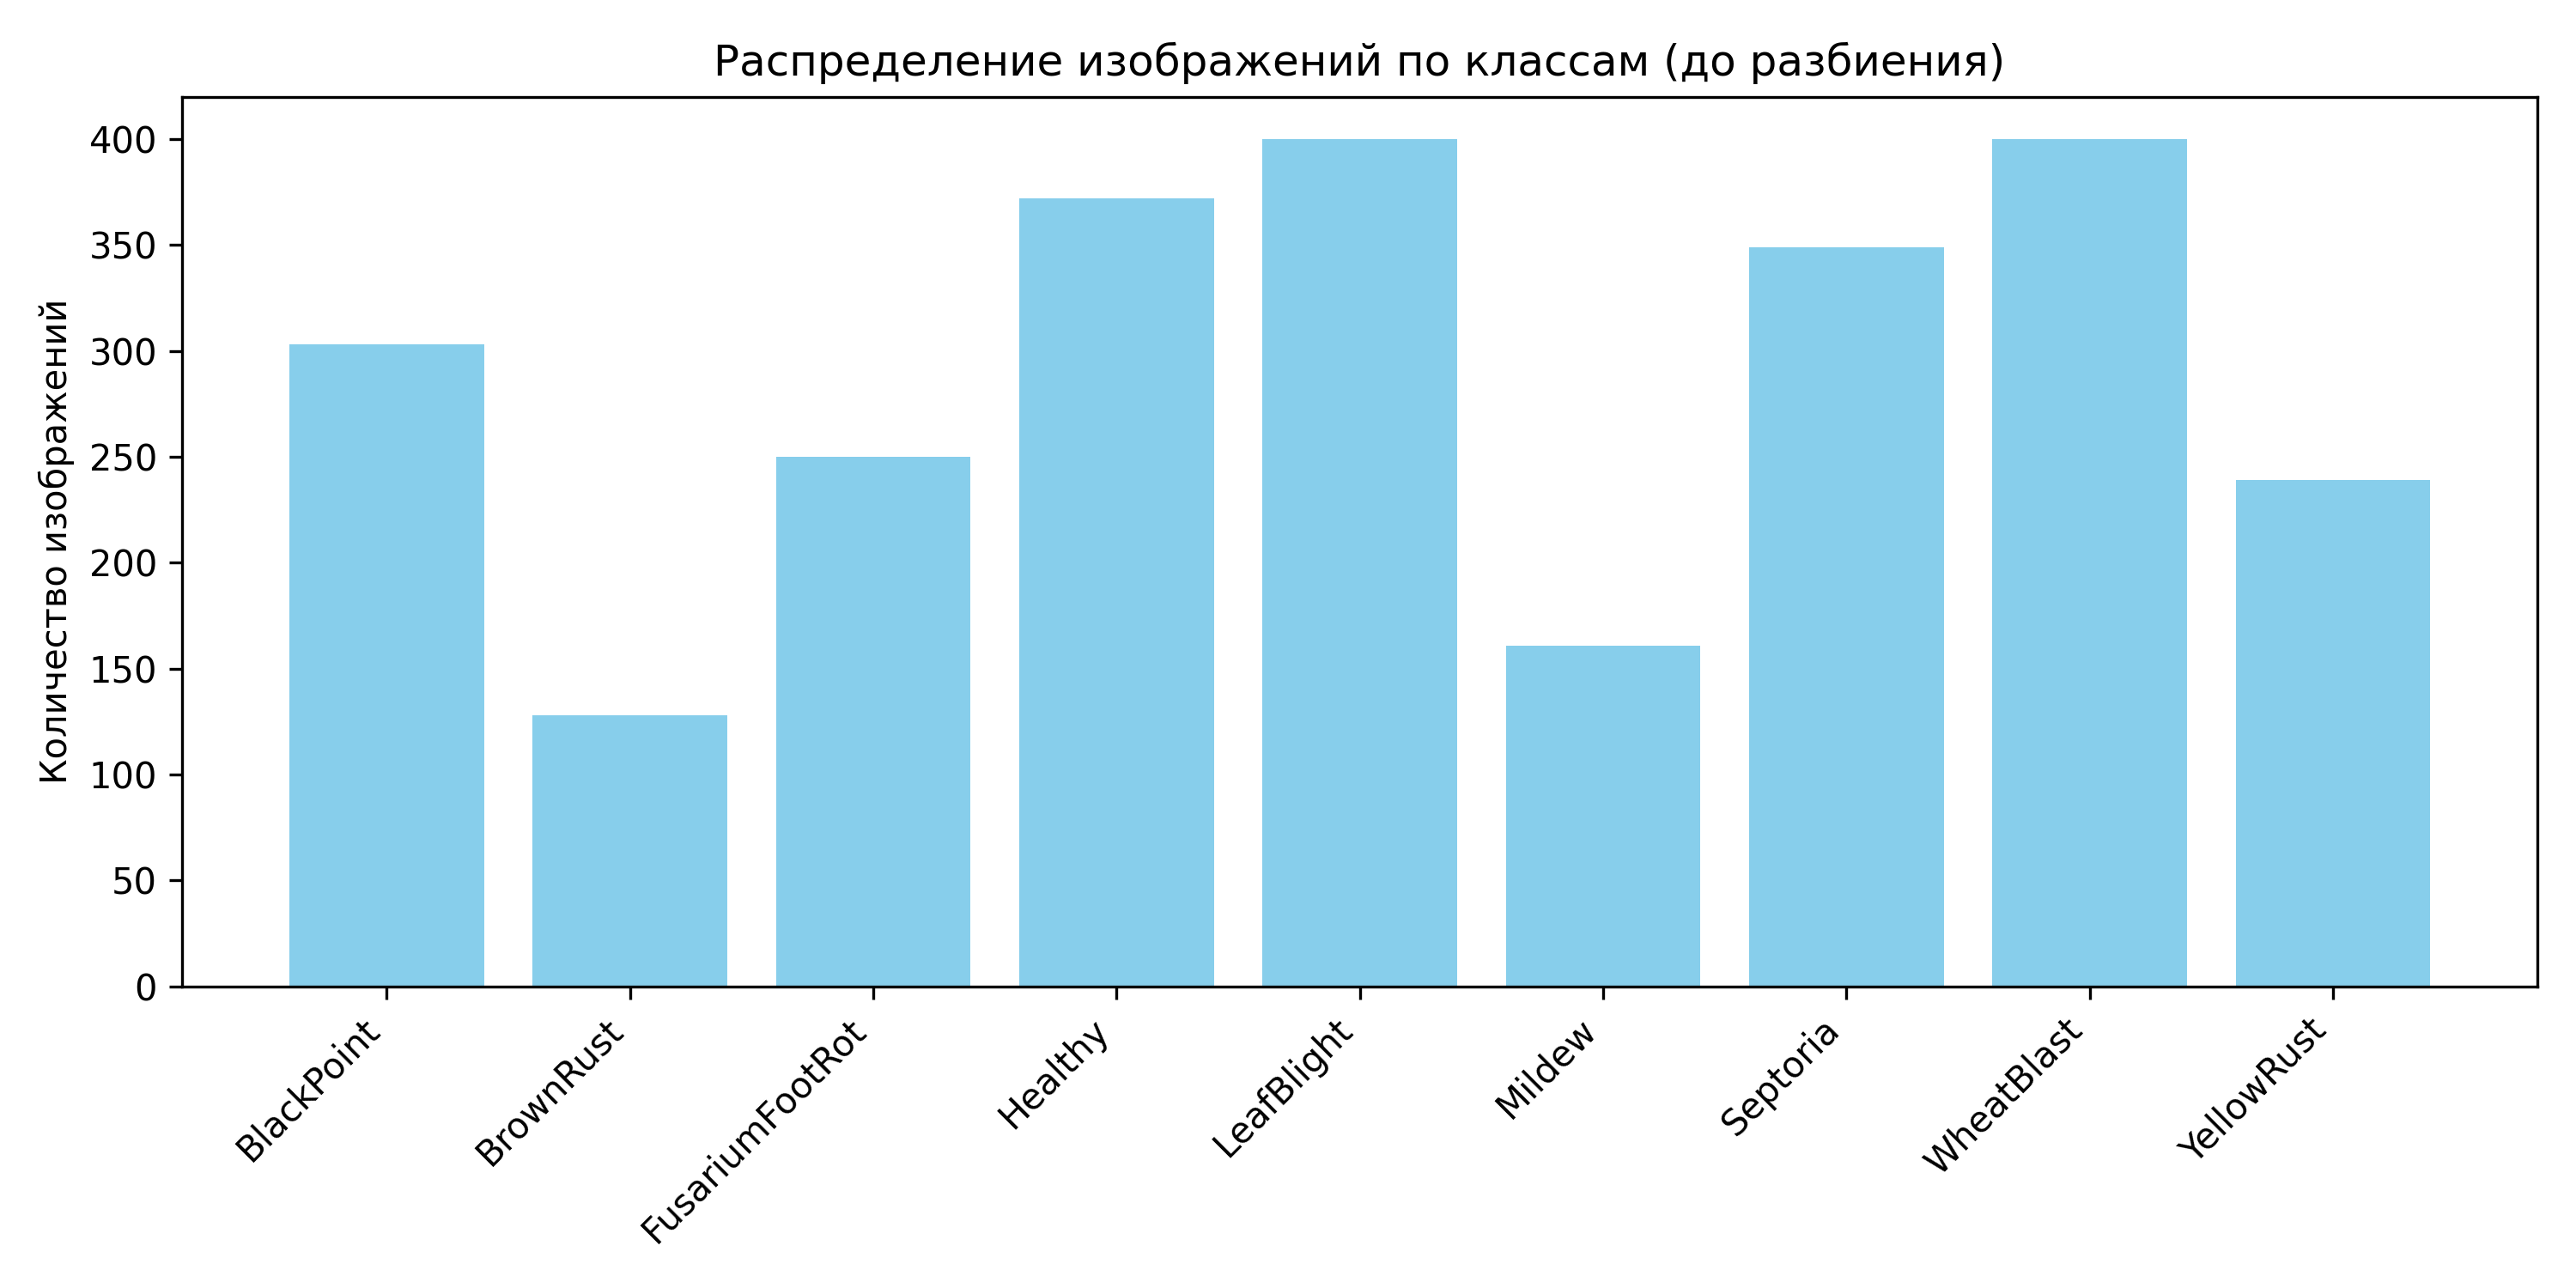 Распределение изображений по классам (до разбиения)
Количество изображений
400
350
300
250
200
150
100
50
0
BlackPoint
BrownRust
FusariumFootRot
Healthy
LeafBlight
Mildew
Septoria
WheatBlast
YellowRust